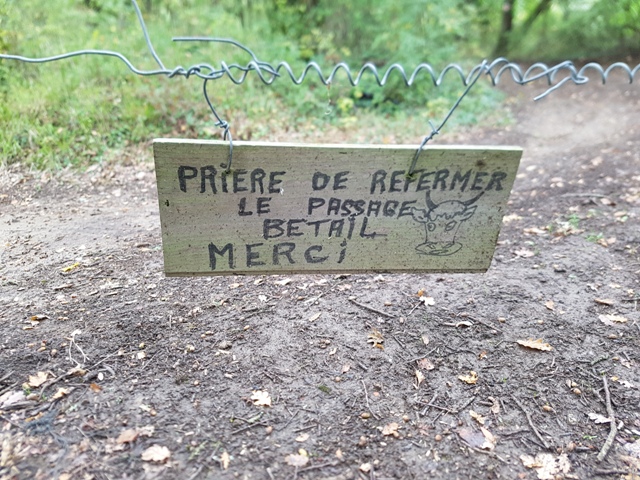 PRiERE DE REFERMER
LE PASSAGE
BETAiL
MERCi